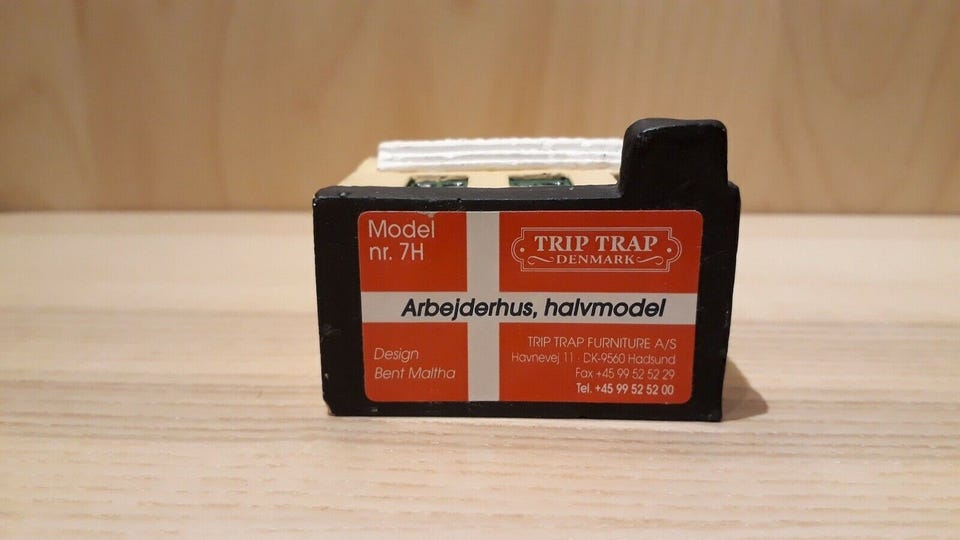 Model
nr. 7H
TRIP TRAP
DENMARK
Arbejderhus, halvmodel
Design
Bent Maltha
TRIP TRAP FURNITURE A/S
Havnevej 11 · DK-9560 Hadsund
Fax +45 99 52 52 29
Tel. +45 99 52 52 00